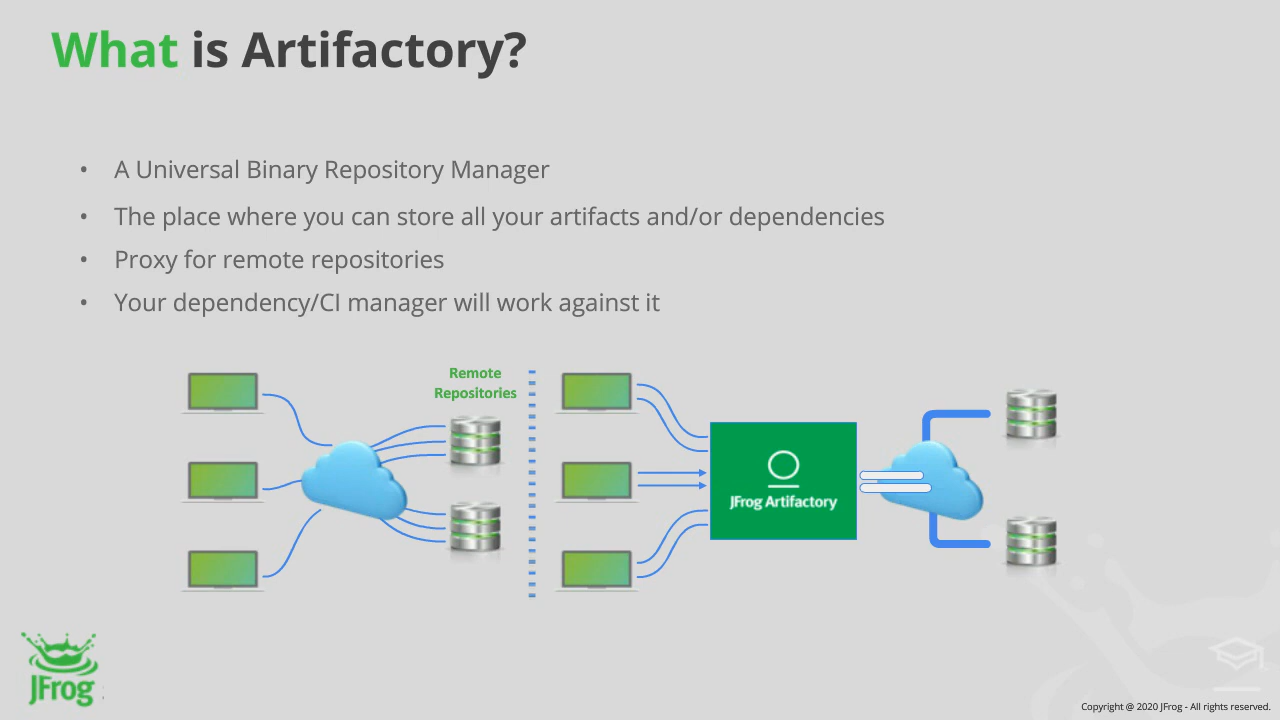 What is Artifactory?
• A Universal Binary Repository Manager
• The place where you can store all your artifacts and/or dependencies
• Proxy for remote repositories
• Your dependency/CI manager will work against it
Remote
Repositories
JFrog Artifactory
JFrog
Copyright @ 2020 JFrog - All rights reserved.